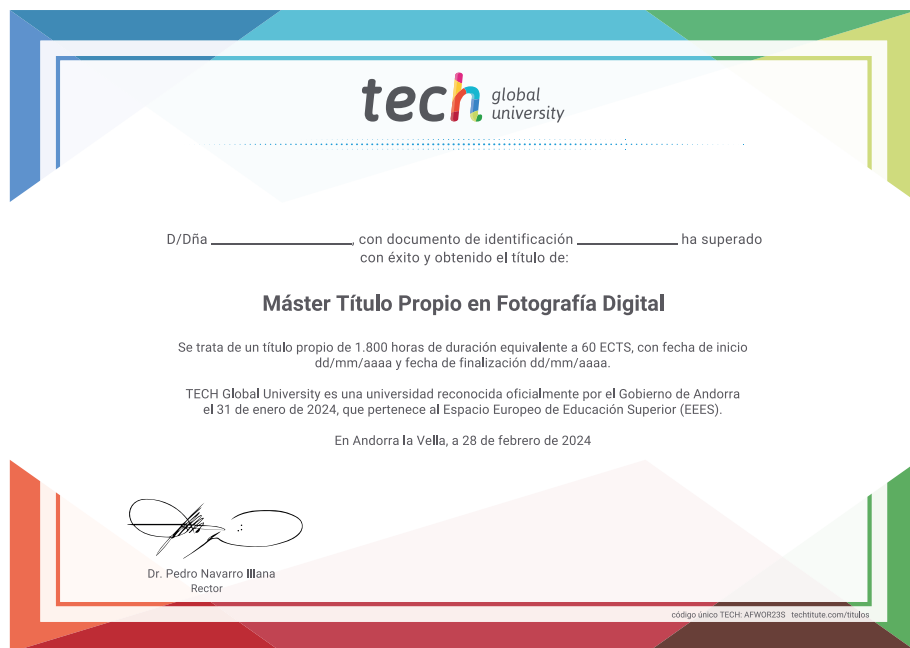 tech global university
D/Dña ____________, con documento de identificación ____________ ha superado
con éxito y obtenido el título de:
Máster Título Propio en Fotografía Digital
Se trata de un título propio de 1.800 horas de duración equivalente a 60 ECTS, con fecha de inicio
dd/mm/aaaa y fecha de finalización dd/mm/aaaa.
TECH Global University es una universidad reconocida oficialmente por el Gobierno de Andorra
el 31 de enero de 2024, que pertenece al Espacio Europeo de Educación Superior (EEES).
En Andorra la Vella, a 28 de febrero de 2024
Dr. Pedro Navarro Illana
Rector
código único TECH: AFWOR23S techtitute.com/titulos